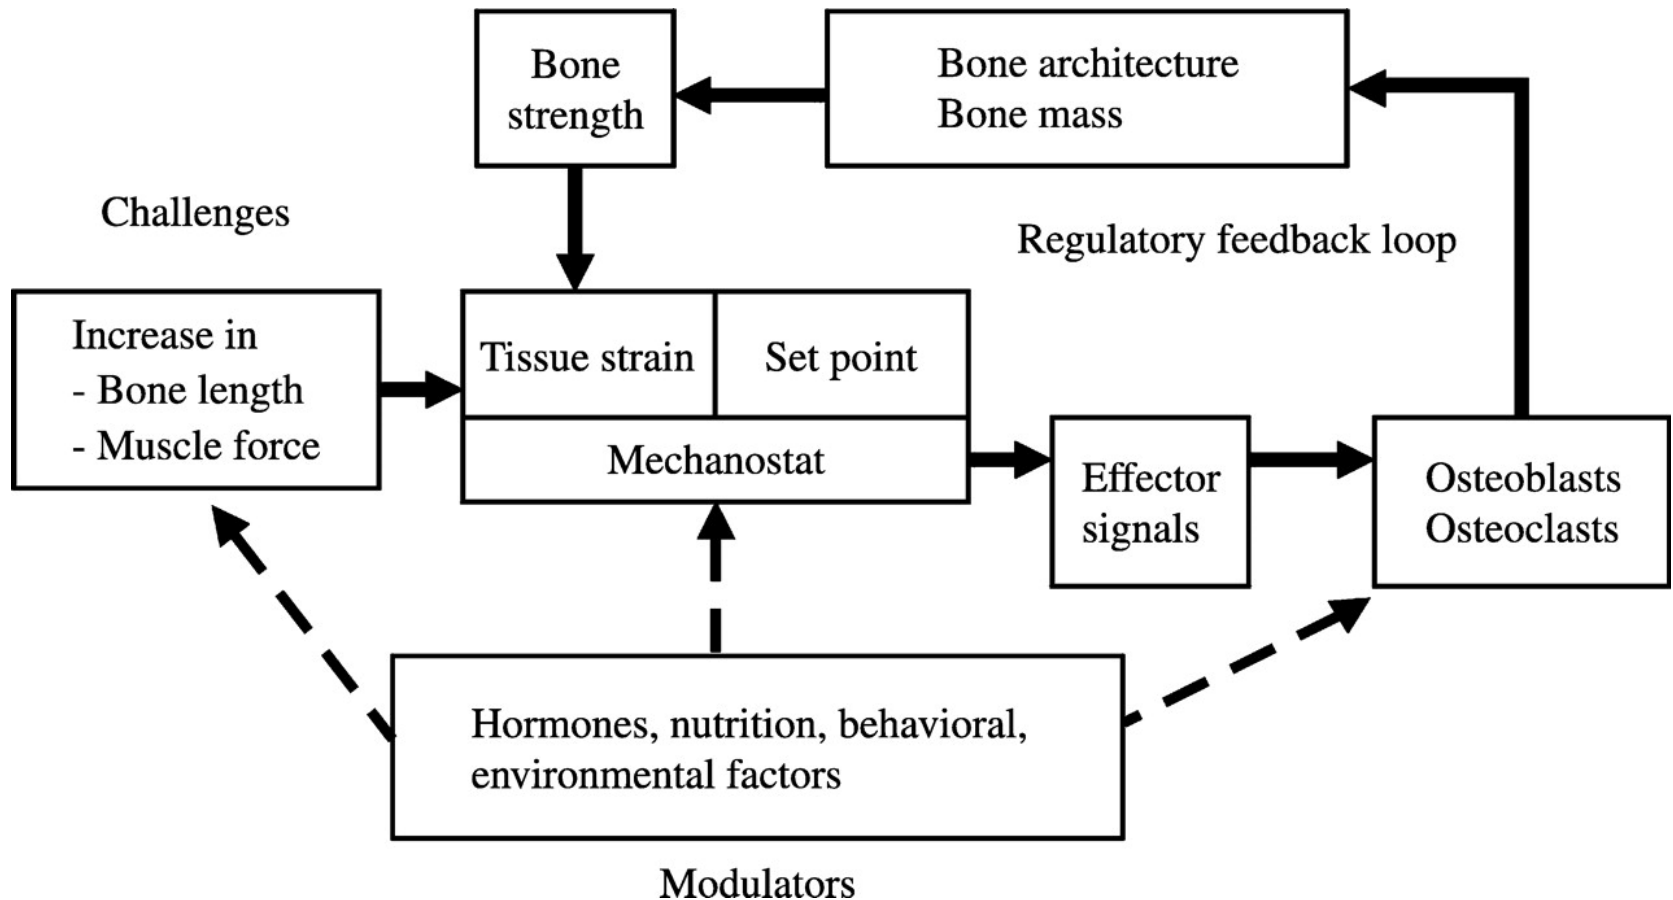 Bone
strength
Bone architecture
Bone mass
Challenges
Regulatory feedback loop
Increase in
- Bone length
- Muscle force
Tissue strain
Set point
Mechanostat
Effector
signals
Osteoblasts
Osteoclasts
Hormones, nutrition, behavioral,
environmental factors
Modulators